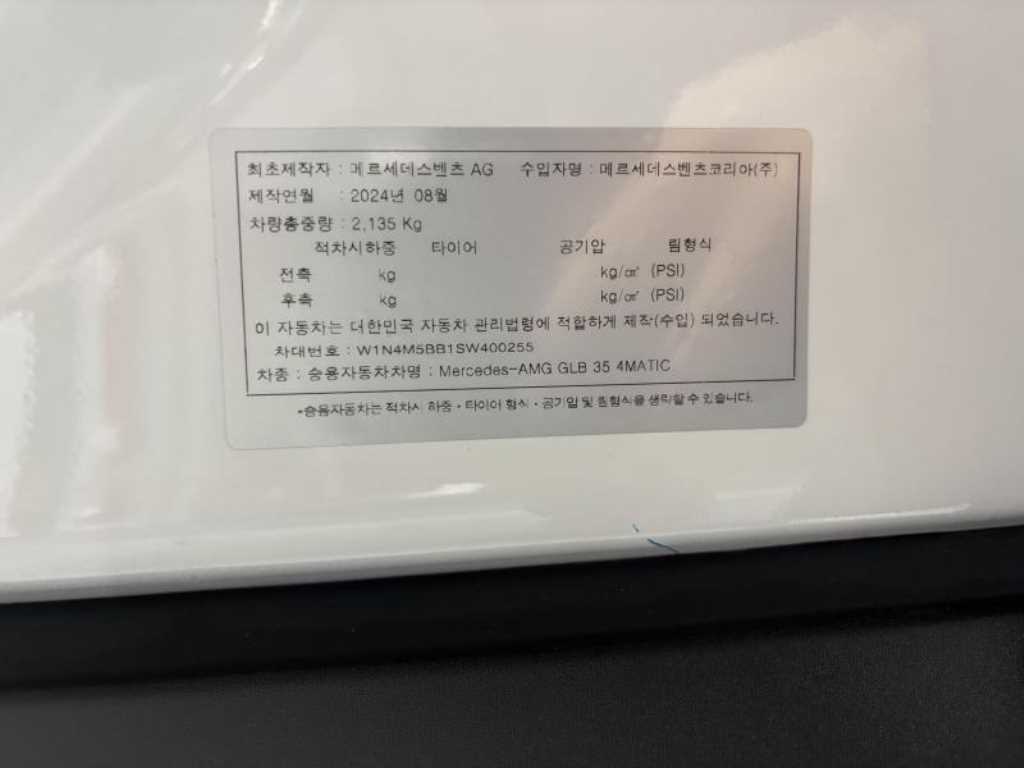 최초제작자 : 메르세데스벤츠 AG 수입자명 : 메르세데스벤츠코리아(주)
제작연월 : 2024년 08월
차량총중량 : 2,135 Kg
적차시하중 타이어 공기압 림형식
전축 kg kg/㎠ (PSI)
후축 kg kg/㎠ (PSI)
이 자동차는 대한민국 자동차 관리법령에 적합하게 제작(수입) 되었습니다.
차대번호 : W1N4M5BB1SW400255
차종 : 승용자동차차명 : Mercedes-AMG GLB 35 4MATIC
*승용자동차는 적차시 하중·타이어 형식·공기압 및 림형식을 생략할 수 있습니다.